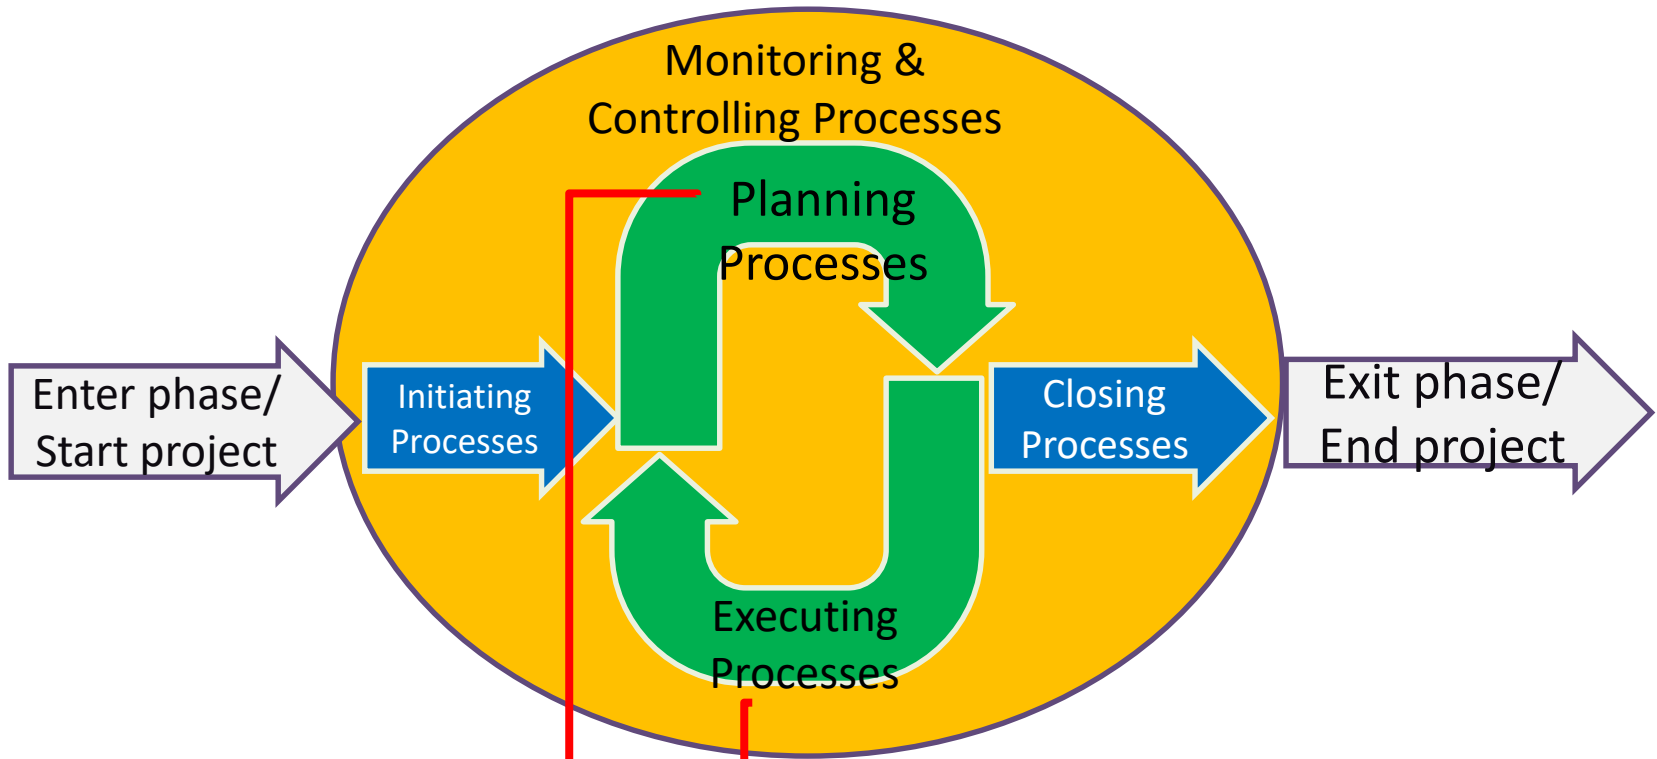 Monitoring &
Controlling Processes
Planning
Processes
Enter phase/
Start project
Initiating
Processes
Closing
Processes
Exit phase/
End project
Executing
Processes